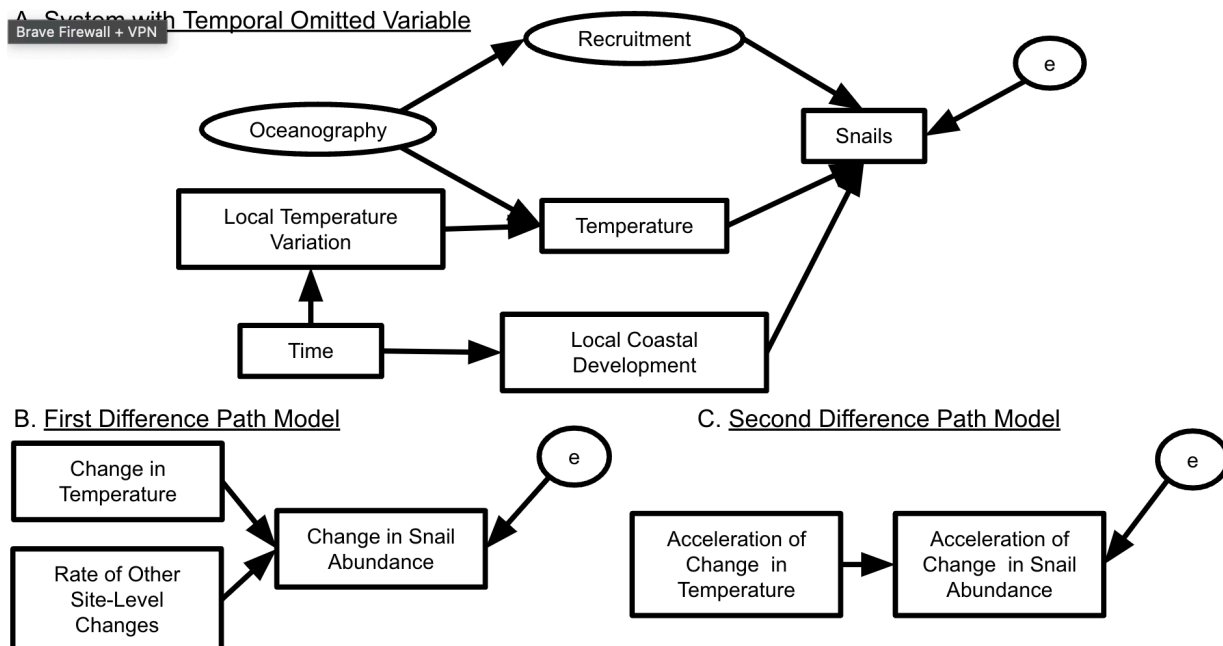 A. System with Temporal Omitted Variable
Brave Firewall + VPN
Recruitment
e
Oceanography
Snails
Local Temperature
Variation
Temperature
Time
Local Coastal
Development
B. First Difference Path Model
C. Second Difference Path Model
Change in
Temperature
e
Change in Snail
Abundance
Rate of Other
Site-Level
Changes
e
Acceleration of
Change in
Temperature
Acceleration of
Change in Snail
Abundance